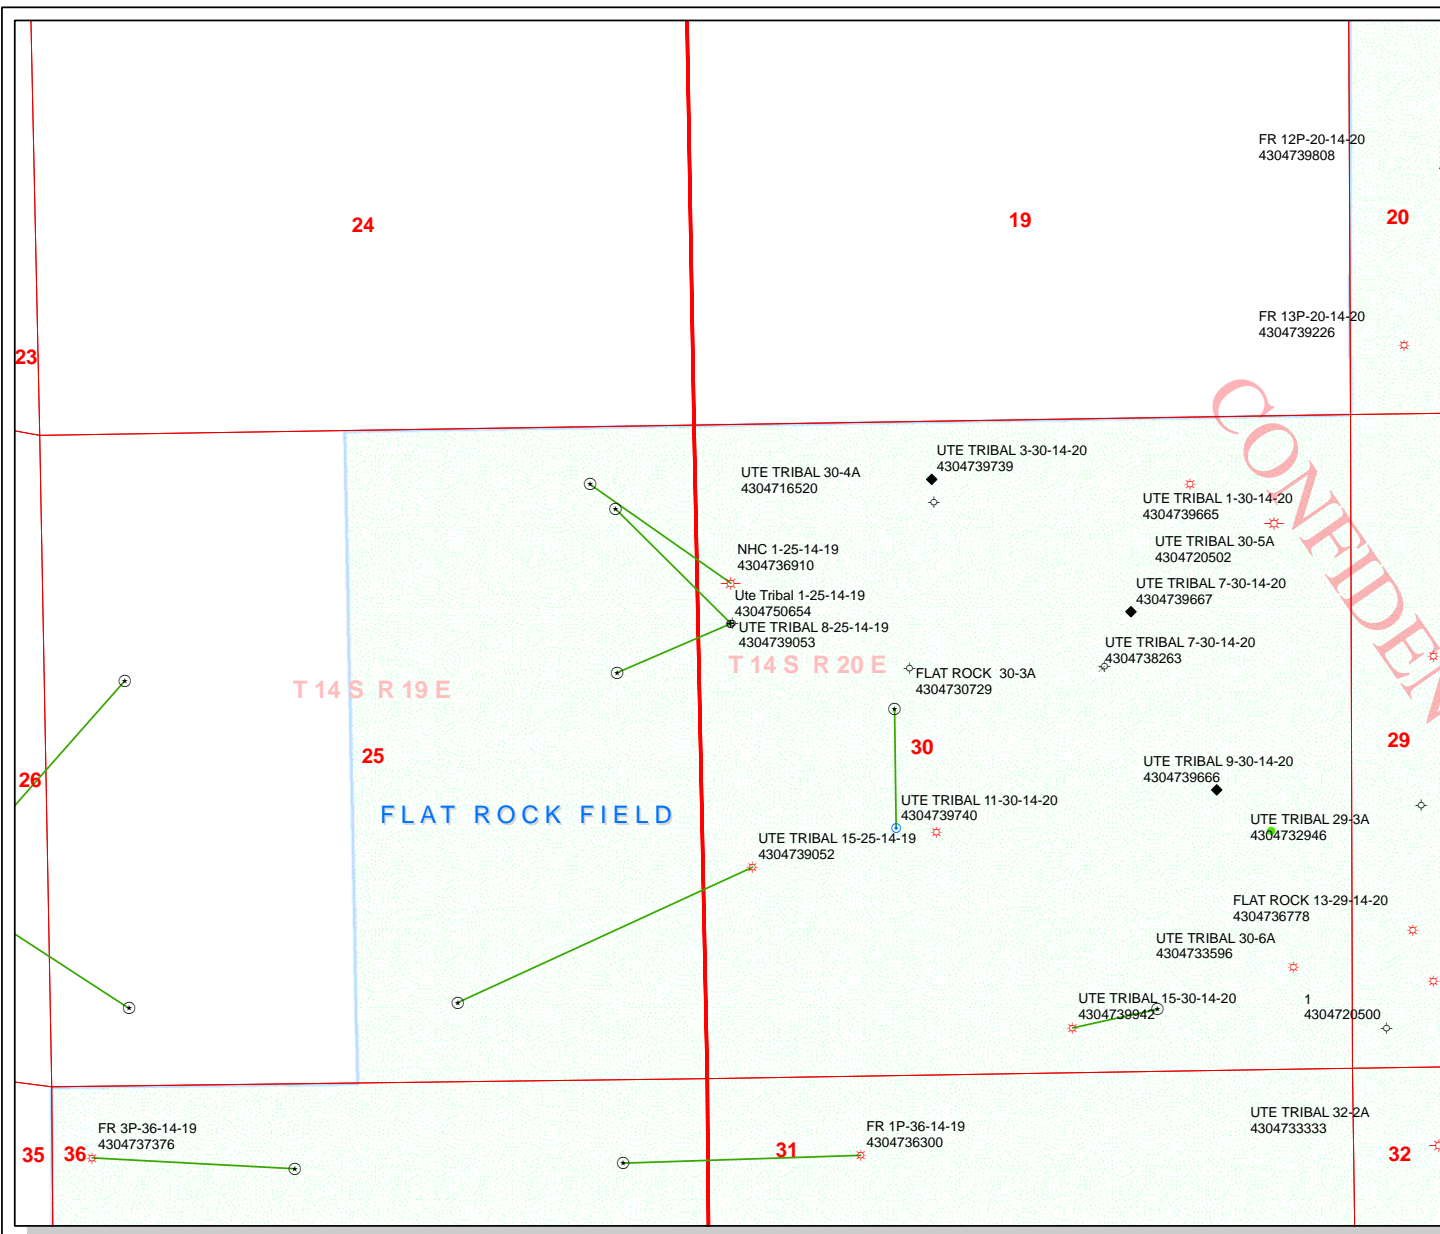 FR 12P-20-14-20
4304739808
24
19
20
FR 13P-20-14-20
4304739226
23
CONFIDEN
UTE TRIBAL 3-30-14-20
4304739739
UTE TRIBAL 30-4A
4304716520
UTE TRIBAL 1-30-14-20
4304739665
UTE TRIBAL 30-5A
4304720502
NHC 1-25-14-19
4304736910
UTE TRIBAL 7-30-14-20
4304739667
Ute Tribal 1-25-14-19
4304750654
UTE TRIBAL 8-25-14-19
4304739053
UTE TRIBAL 7-30-14-20
4304738263
T 14 S R 20 E
FLAT ROCK 30-3A
4304730729
T 14 S R 19 E
25
30
29
26
UTE TRIBAL 9-30-14-20
4304739666
FLAT ROCK FIELD
UTE TRIBAL 11-30-14-20
4304739740
UTE TRIBAL 29-3A
4304732946
UTE TRIBAL 15-25-14-19
4304739052
FLAT ROCK 13-29-14-20
4304736778
UTE TRIBAL 30-6A
4304733596
UTE TRIBAL 15-30-14-20
4304739942
1
4304720500
FR 3P-36-14-19
4304737376
FR 1P-36-14-19
4304736300
UTE TRIBAL 32-2A
4304733333
35
36
31
32